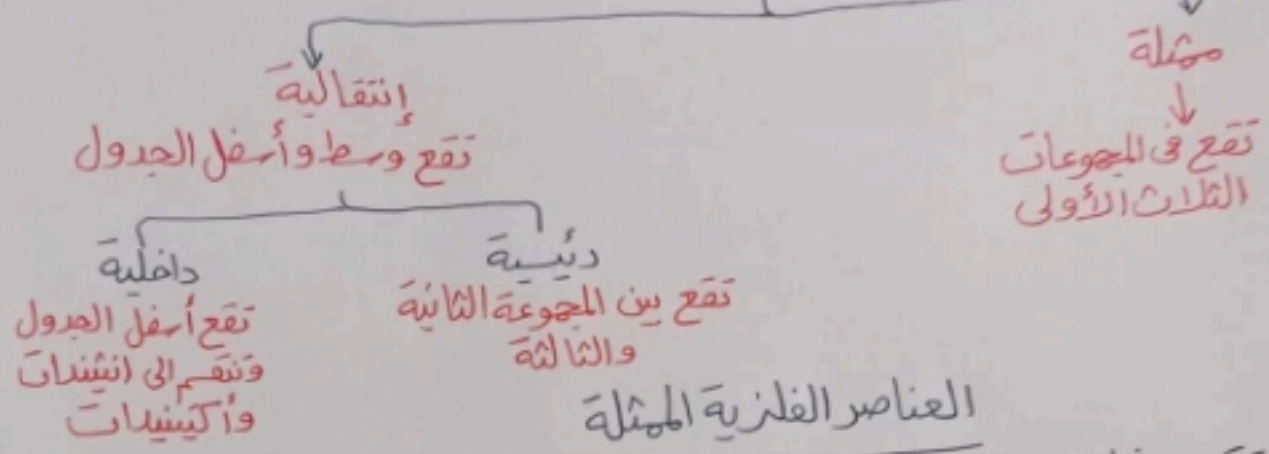 ممثلة
تقع في المجموعات
الثلاث الأولى
إنتقالية
تقع وسط وأسفل الجدول
رئيسية
تقع بين المجموعة الثانية
والثالثة
داخلية
تقع أسفل الجدول
وتنقسم الى انثنيدات
وأكتينيدات
العناصر الفلزية الممثلة